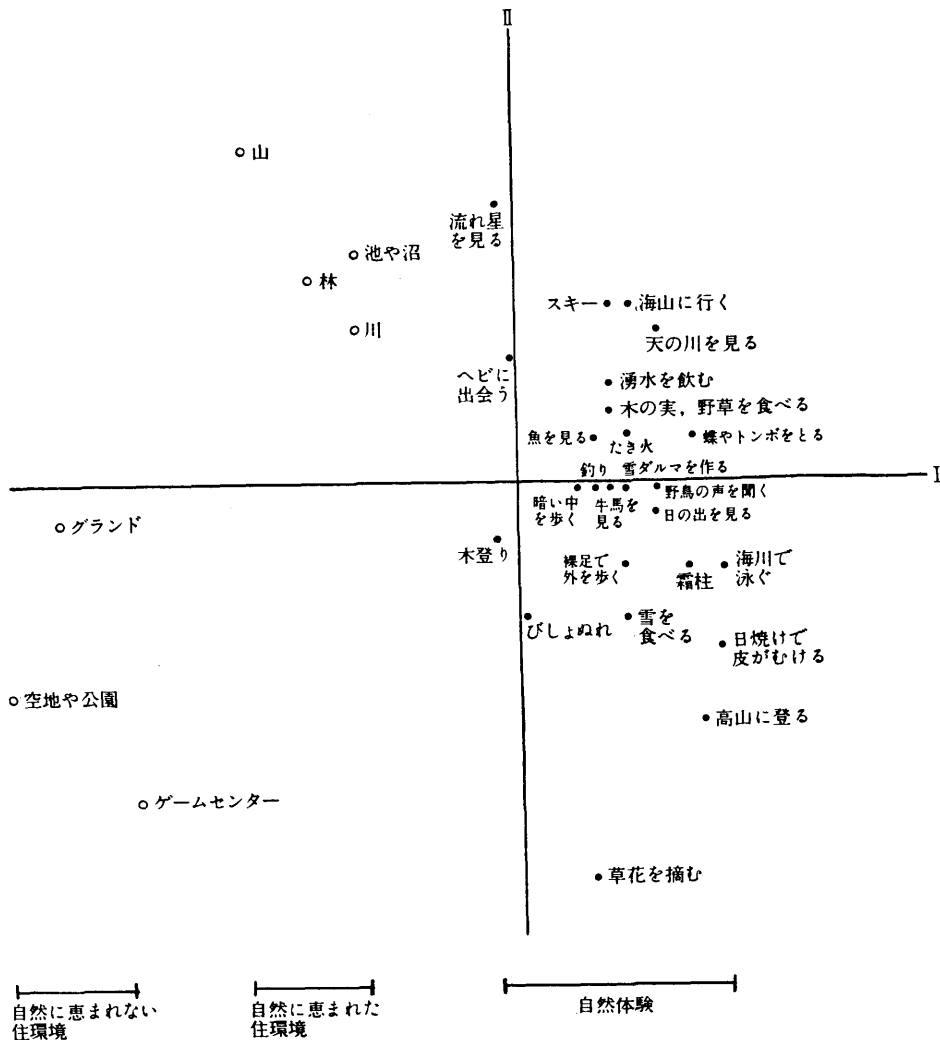 Ⅱ
山
流れ星
を見る
池や沼
林
スキー
海山に行く
川
天の川を見る
ヘビに
出会う
湧水を飲む
木の実,野草を食べる
魚を見る
たき火
蝶やトンボをとる
釣り
雪ダルマを作る
Ⅰ
暗い中
を歩く
牛馬を
見る
野鳥の声を聞く
日の出を見る
グランド
木登り
裸足で
外を歩く
霜柱
海川で
泳ぐ
びしょぬれ
雪を
食べる
日焼けで
皮がむける
空地や公園
高山に登る
ゲームセンター
草花を摘む
自然に恵まれない
住環境
自然に恵まれた
住環境
自然体験